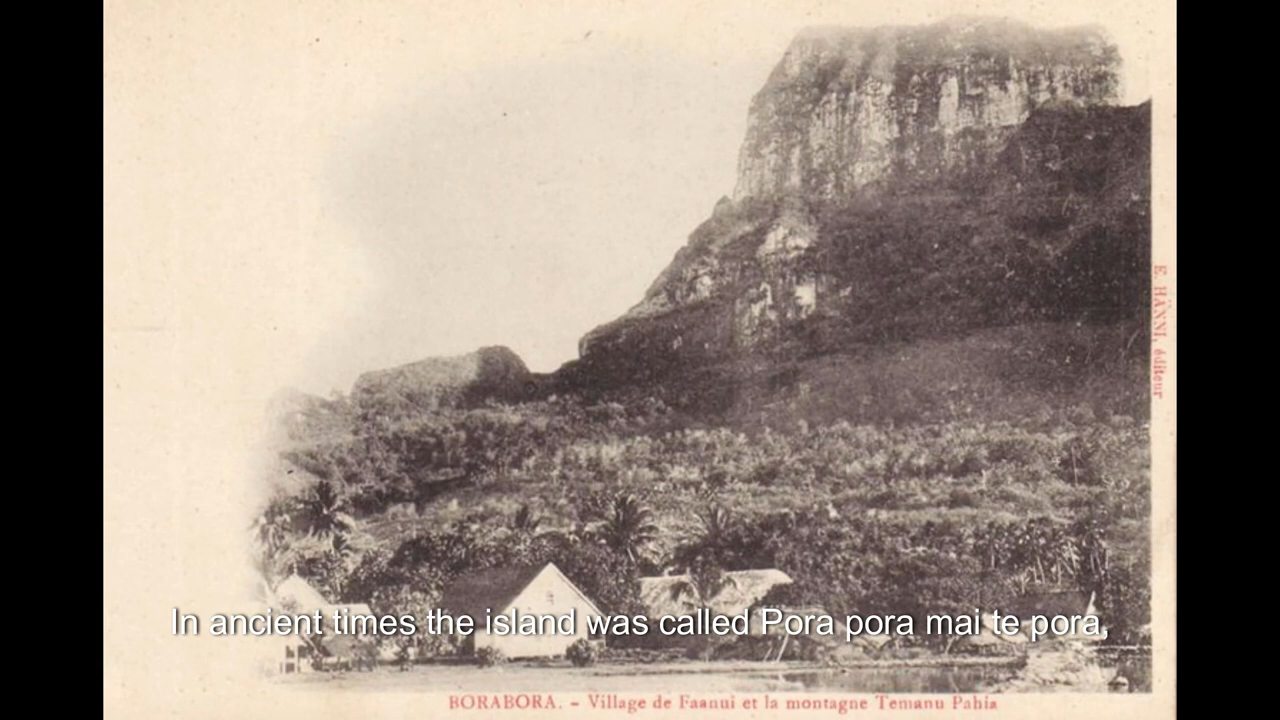 E. HÄNNI, éditeur
In ancient times the island was called Pora pora mai te pora,
BORABORA. - Village de Faanui et la montagne Temanu Pahia